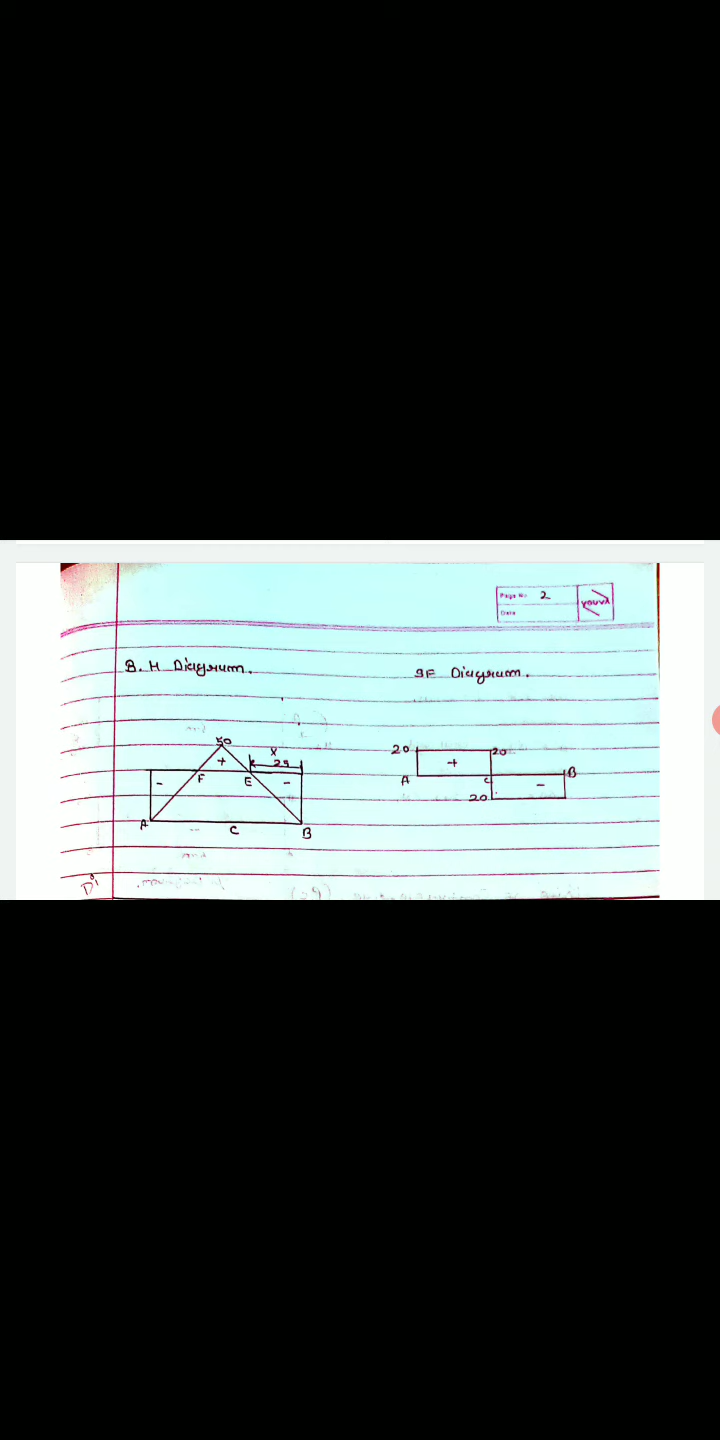 Page No. 2
Date
YOUVA
B. M Diagram.
SF Diagram.
50
x
25
+
F
E
-
-
A
C
B
20
20
+
A
C
B
-
20